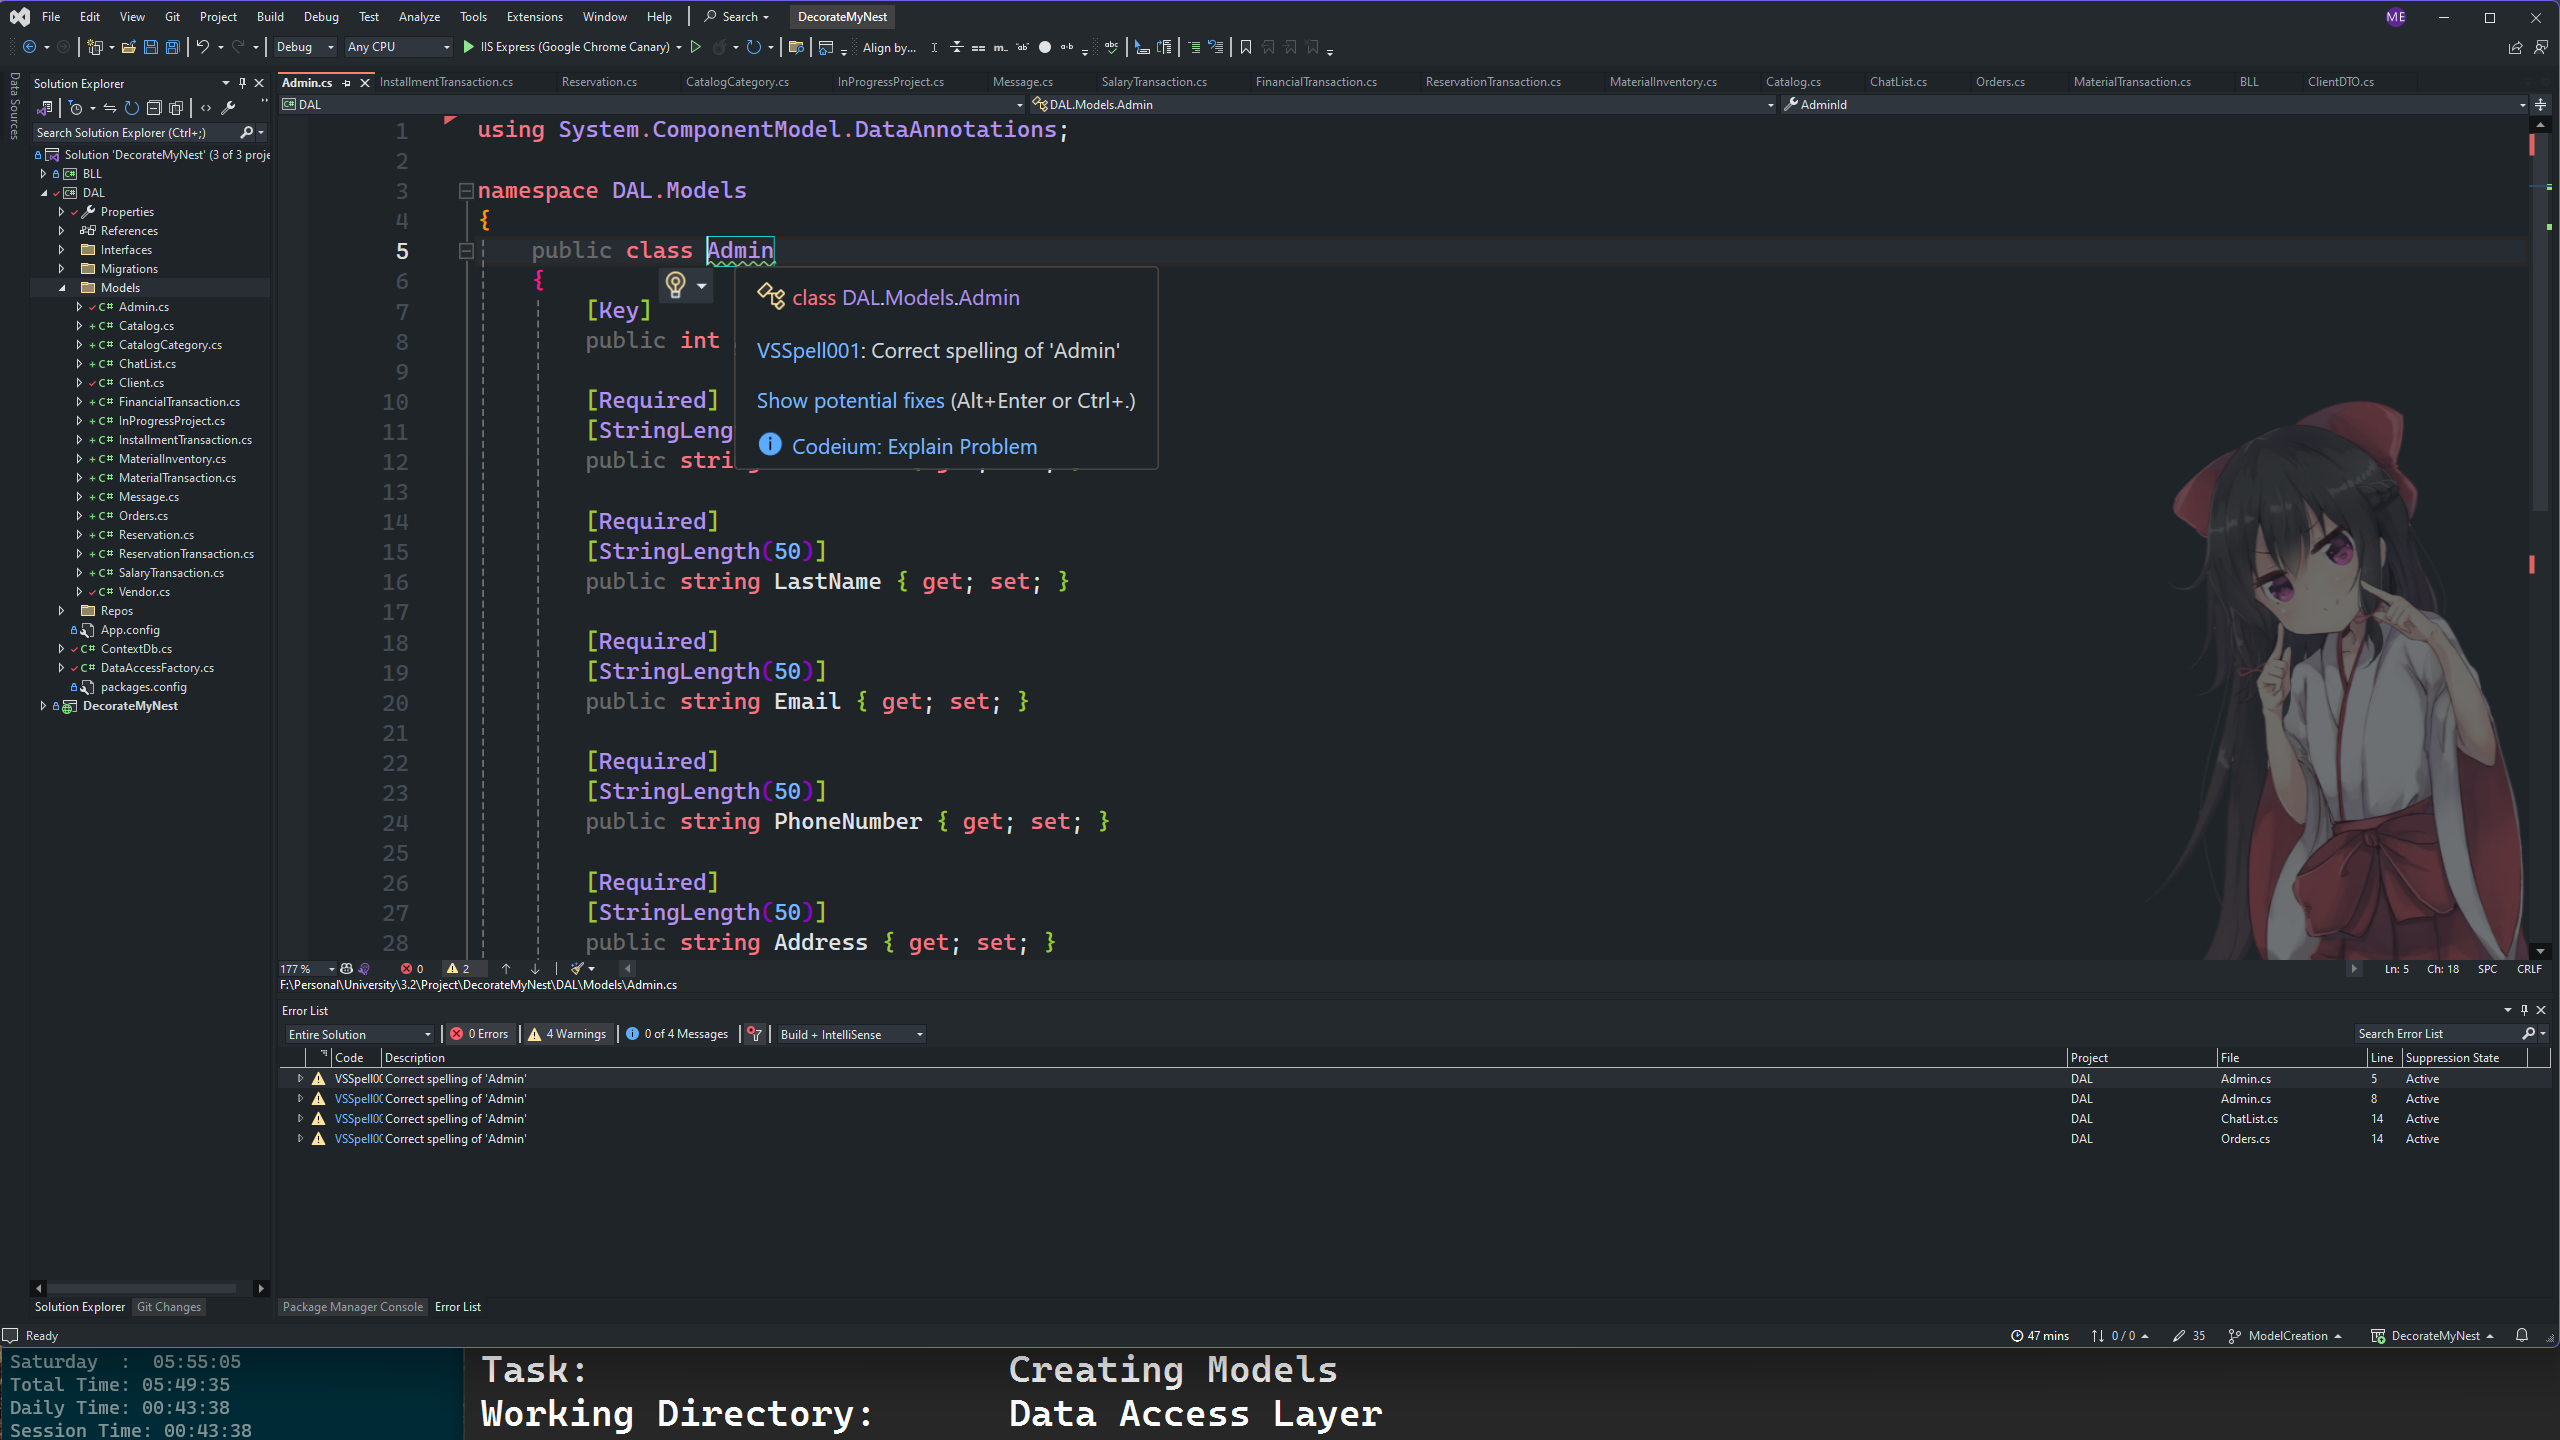 File Edit View Git Project Build Debug Test Analyze Tools Extensions Window Help Search DecorateMyNest ME
Debug Any CPU IIS Express (Google Chrome Canary) Align by...
Data Sources
Solution Explorer
Search Solution Explorer (Ctrl+;)
Solution 'DecorateMyNest' (3 of 3 proje
BLL
DAL
Properties
References
Interfaces
Migrations
Models
C# Admin.cs
C# Catalog.cs
C# CatalogCategory.cs
C# ChatList.cs
C# Client.cs
C# FinancialTransaction.cs
C# InProgressProject.cs
C# InstallmentTransaction.cs
C# MaterialInventory.cs
C# MaterialTransaction.cs
C# Message.cs
C# Orders.cs
C# Reservation.cs
C# ReservationTransaction.cs
C# SalaryTransaction.cs
C# Vendor.cs
Repos
App.config
C# ContextDb.cs
C# DataAccessFactory.cs
packages.config
DecorateMyNest
Solution Explorer Git Changes
Admin.cs InstallmentTransaction.cs Reservation.cs CatalogCategory.cs InProgressProject.cs Message.cs SalaryTransaction.cs FinancialTransaction.cs ReservationTransaction.cs MaterialInventory.cs Catalog.cs ChatList.cs Orders.cs MaterialTransaction.cs BLL ClientDTO.cs
DAL DAL.Models.Admin AdminId
1 using System.ComponentModel.DataAnnotations;
2
3 namespace DAL.Models
4 {
5 public class Admin
6 {
7 [Key]
8 public int
9
10 [Required]
11 [StringLeng
12 public strin
13
14 [Required]
15 [StringLength(50)]
16 public string LastName { get; set; }
17
18 [Required]
19 [StringLength(50)]
20 public string Email { get; set; }
21
22 [Required]
23 [StringLength(50)]
24 public string PhoneNumber { get; set; }
25
26 [Required]
27 [StringLength(50)]
28 public string Address { get; set; }
class DAL.Models.Admin
VSSpell001: Correct spelling of 'Admin'
Show potential fixes (Alt+Enter or Ctrl+.)
Codeium: Explain Problem
177 % 0 2 Ln: 5 Ch: 18 SPC CRLF
F:\Personal\University\3.2\Project\DecorateMyNest\DAL\Models\Admin.cs
Error List
Entire Solution 0 Errors 4 Warnings 0 of 4 Messages Build + IntelliSense Search Error List
Code Description Project File Line Suppression State
VSSpell00 Correct spelling of 'Admin' DAL Admin.cs 5 Active
VSSpell00 Correct spelling of 'Admin' DAL Admin.cs 8 Active
VSSpell00 Correct spelling of 'Admin' DAL ChatList.cs 14 Active
VSSpell00 Correct spelling of 'Admin' DAL Orders.cs 14 Active
Package Manager Console Error List
Ready 47 mins 0 / 0 35 ModelCreation DecorateMyNest
Saturday : 05:55:05
Total Time: 05:49:35
Daily Time: 00:43:38
Session Time: 00:43:38
Task: Creating Models
Working Directory: Data Access Layer